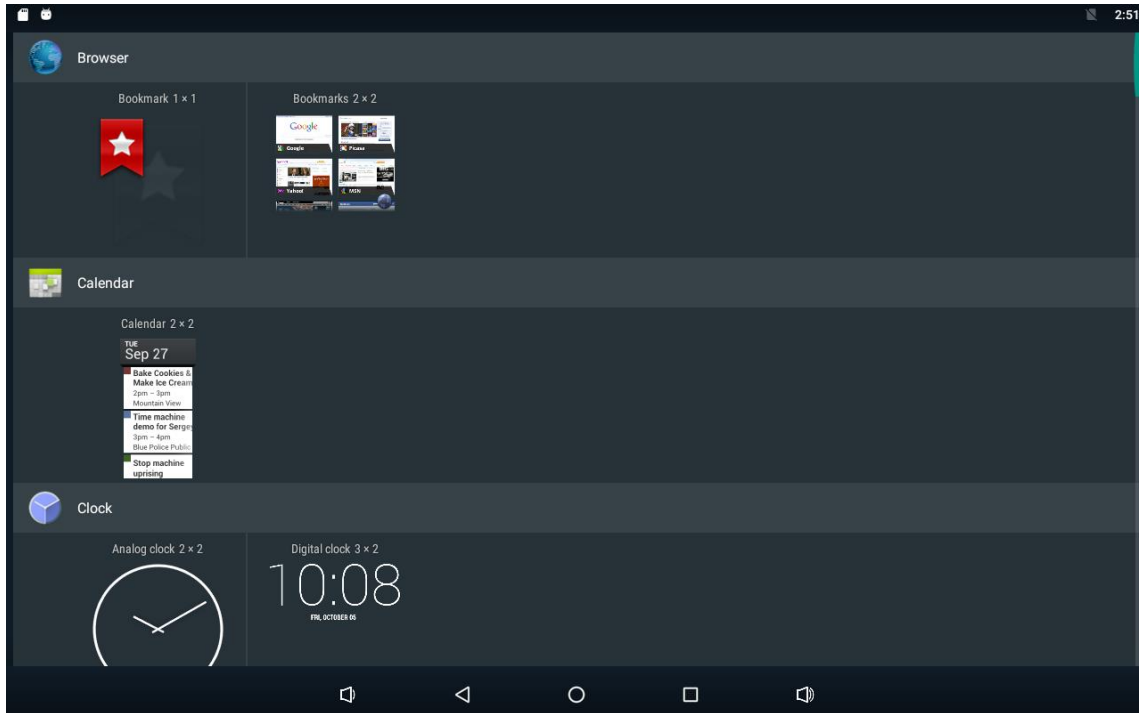 2:51
Browser
Bookmark 1 × 1
Bookmarks 2 × 2
Google
Google
Picasa
Yahoo!
MSN
Calendar
Calendar 2 × 2
TUE
Sep 27
Bake Cookies &
Make Ice Cream
2pm – 3pm
Mountain View
Time machine
demo for Sergey
3pm – 4pm
Blue Police Public
Stop machine
uprising
Clock
Analog clock 2 × 2
Digital clock 3 × 2
10:08
FRI, OCTOBER 05